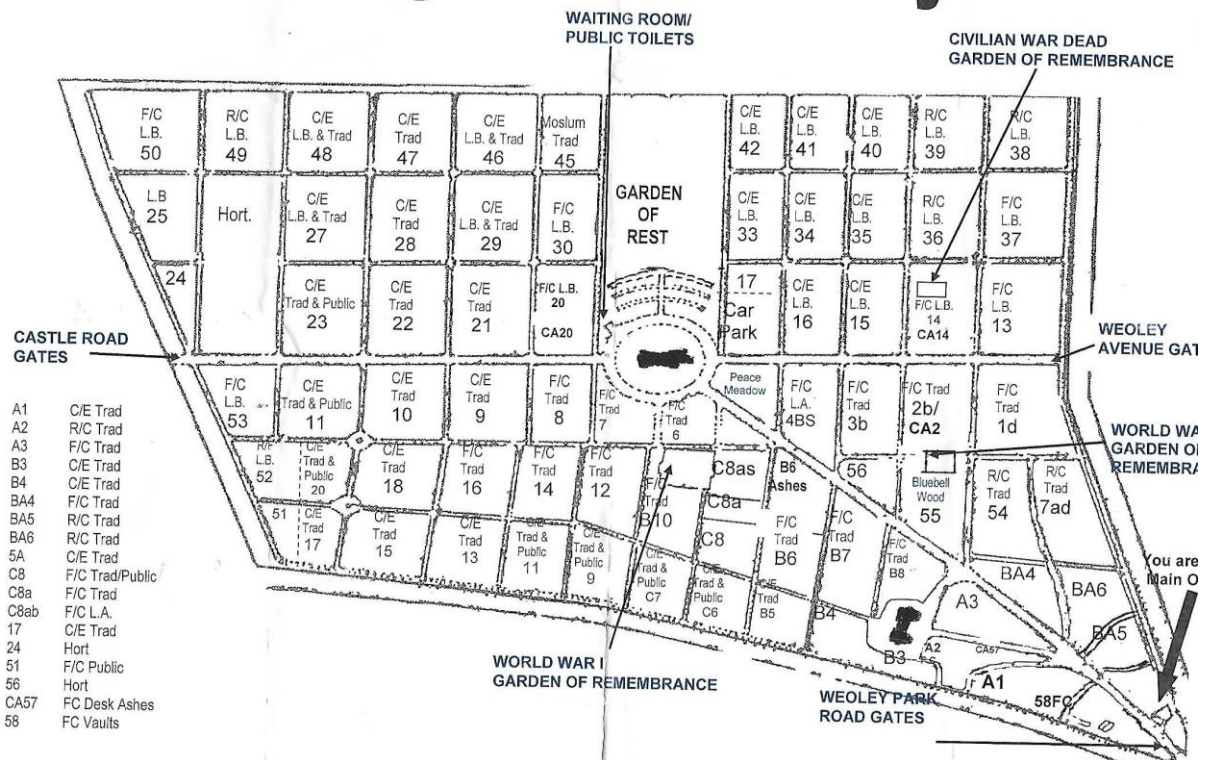 WAITING ROOM/
PUBLIC TOILETS
CIVILIAN WAR DEAD
GARDEN OF REMEMBRANCE
F/C
L.B.
50
R/C
L.B.
49
C/E
L.B. & Trad
48
C/E
Trad
47
C/E
L.B. & Trad
46
Moslum
Trad
45
C/E
L.B.
42
C/E
L.B.
41
C/E
L.B.
40
R/C
L.B.
39
R/C
L.B.
38
L.B
25
Hort.
C/E
L.B. & Trad
27
C/E
Trad
28
C/E
L.B. & Trad
29
F/C
L.B.
30
GARDEN
OF
REST
C/E
L.B.
33
C/E
L.B.
34
C/E
L.B.
35
R/C
L.B.
36
F/C
L.B.
37
24
C/E
Trad & Public
23
C/E
Trad
22
C/E
Trad
21
F/C L.B.
20
CA20
17
Car
Park
C/E
L.B.
16
C/E
L.B.
15
F/C L.B.
14
CA14
F/C
L.B.
13
CASTLE ROAD
GATES
WEOLEY
AVENUE GAT
F/C
L.B.
53
C/E
Trad & Public
11
C/E
Trad
10
C/E
Trad
9
F/C
Trad
8
F/C
Trad
7
F/C
Trad
6
Peace
Meadow
F/C
L.A.
4BS
F/C
Trad
3b
F/C Trad
2b/
CA2
F/C
Trad
1d
WORLD WA
GARDEN O
REMEMBRA
L.B.
52
C/E
Trad &
Public
20
C/E
Trad
18
F/C
Trad
16
F/C
Trad
14
F/C
Trad
12
F/C
Trad
B10
C8as
C8a
C8
B6
Ashes
F/C
Trad
B6
56
F/C
Trad
B7
F/C
Trad
B8
Bluebell
Wood
55
R/C
Trad
54
R/C
Trad
7ad
51
C/E
Trad
17
C/E
Trad
15
C/E
Trad
13
C/E
Trad &
Public
11
C/E
Trad &
Public
9
C/E
Trad &
Public
C7
C/E
Trad &
Public
C6
C/E
Trad
B5
B4
B3
A2
CA57
A3
BA4
BA6
BA5
A1
58FC
You are
Main O
WORLD WAR I
GARDEN OF REMEMBRANCE
WEOLEY PARK
ROAD GATES
A1 C/E Trad
A2 R/C Trad
A3 F/C Trad
B3 C/E Trad
B4 C/E Trad
BA4 F/C Trad
BA5 R/C Trad
BA6 R/C Trad
5A C/E Trad
C8 F/C Trad/Public
C8a F/C Trad
C8ab F/C L.A.
17 C/E Trad
24 Hort
51 F/C Public
56 Hort
CA57 FC Desk Ashes
58 FC Vaults